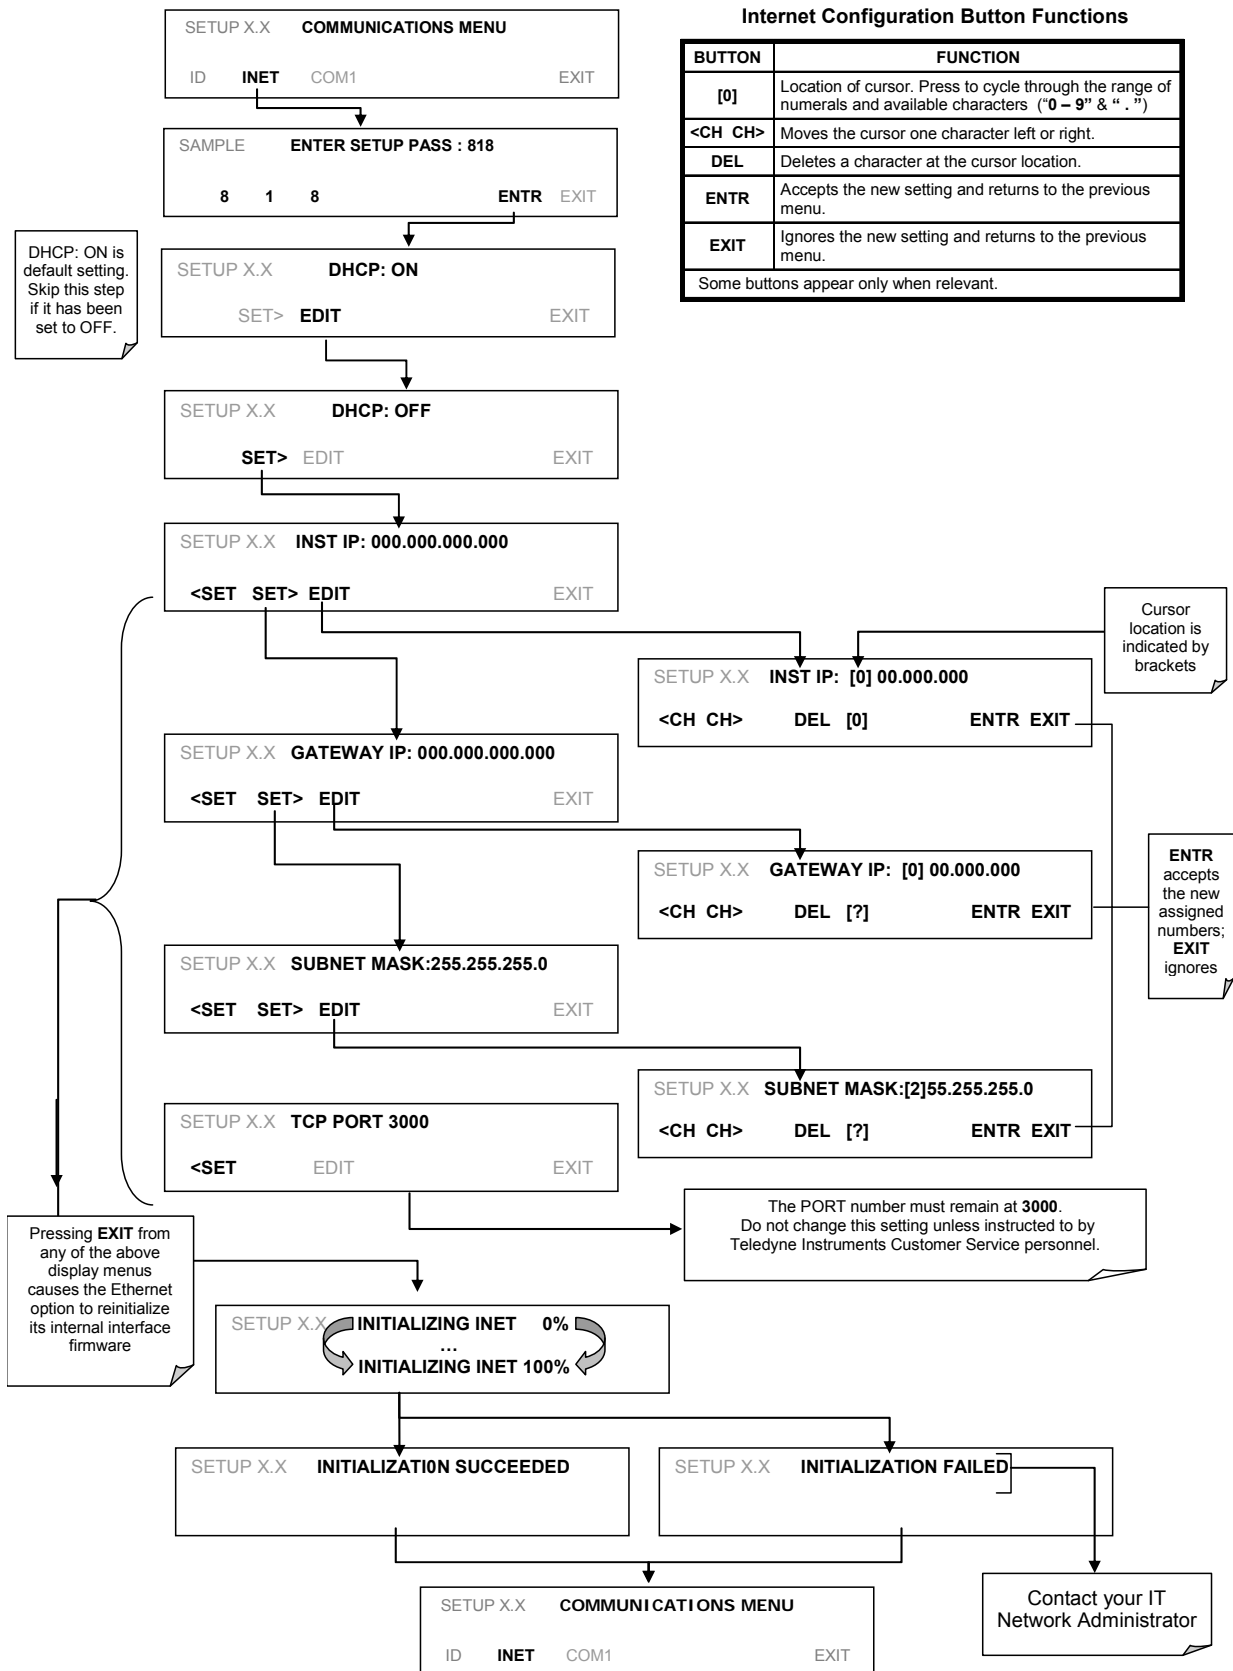 SETUP X.X COMMUNICATIONS MENU
ID INET COM1 EXIT
Internet Configuration Button Functions
BUTTON FUNCTION
[0] Location of cursor. Press to cycle through the range of
numerals and available characters (“0 – 9” & “ . ”)
<CH CH> Moves the cursor one character left or right.
DEL Deletes a character at the cursor location.
ENTR Accepts the new setting and returns to the previous
menu.
EXIT Ignores the new setting and returns to the previous
menu.
Some buttons appear only when relevant.
SAMPLE ENTER SETUP PASS : 818
8 1 8 ENTR EXIT
DHCP: ON is
default setting.
Skip this step
if it has been
set to OFF.
SETUP X.X DHCP: ON
SET> EDIT EXIT
SETUP X.X DHCP: OFF
SET> EDIT EXIT
SETUP X.X INST IP: 000.000.000.000
<SET SET> EDIT EXIT
Cursor
location is
indicated by
brackets
SETUP X.X INST IP: [0] 00.000.000
<CH CH> DEL [0] ENTR EXIT
SETUP X.X GATEWAY IP: 000.000.000.000
<SET SET> EDIT EXIT
SETUP X.X GATEWAY IP: [0] 00.000.000
<CH CH> DEL [?] ENTR EXIT
ENTR
accepts
the new
assigned
numbers;
EXIT
ignores
SETUP X.X SUBNET MASK:255.255.255.0
<SET SET> EDIT EXIT
SETUP X.X SUBNET MASK:[2]55.255.255.0
<CH CH> DEL [?] ENTR EXIT
SETUP X.X TCP PORT 3000
<SET EDIT EXIT
The PORT number must remain at 3000.
Do not change this setting unless instructed to by
Teledyne Instruments Customer Service personnel.
Pressing EXIT from
any of the above
display menus
causes the Ethernet
option to reinitialize
its internal interface
firmware
SETUP X.X INITIALIZING INET 0%
…
INITIALIZING INET 100%
SETUP X.X INITIALIZATI0N SUCCEEDED
SETUP X.X INITIALIZATION FAILED
Contact your IT
Network Administrator
SETUP X.X COMMUNICATIONS MENU
ID INET COM1 EXIT